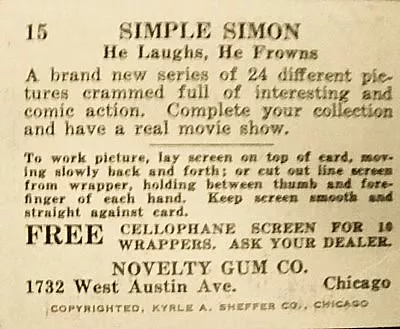 15 SIMPLE SIMON
He Laughs, He Frowns
A brand new series of 24 different pic-
tures crammed full of interesting and
comic action. Complete your collection
and have a real movie show.
To work picture, lay screen on top of card, mov-
ing slowly back and forth; or cut out line screen
from wrapper, holding between thumb and fore-
finger of each hand. Keep screen smooth and
straight against card.
FREE CELLOPHANE SCREEN FOR 10
WRAPPERS. ASK YOUR DEALER.
NOVELTY GUM CO.
1732 West Austin Ave. Chicago
COPYRIGHTED, KYRLE A. SHEFFER CO., CHICAGO